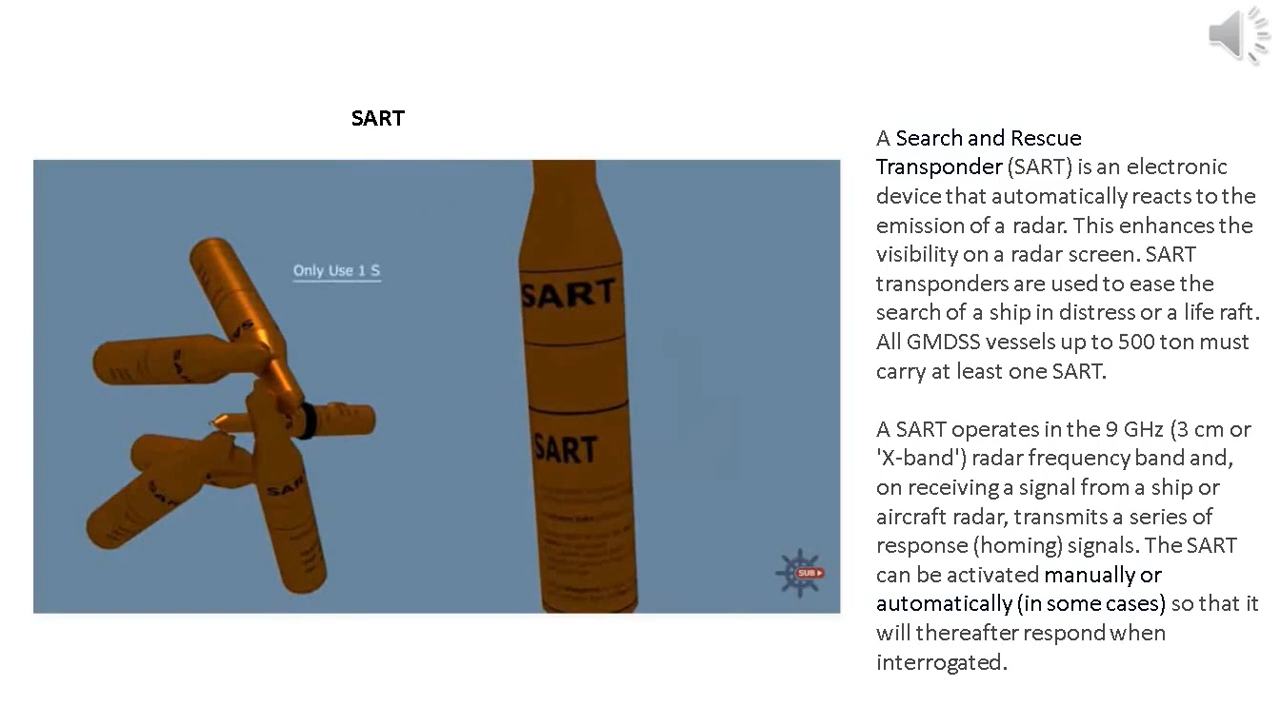 SART
A Search and Rescue
Transponder (SART) is an electronic
device that automatically reacts to the
emission of a radar. This enhances the
visibility on a radar screen. SART
transponders are used to ease the
search of a ship in distress or a life raft.
All GMDSS vessels up to 500 ton must
carry at least one SART.
A SART operates in the 9 GHz (3 cm or
'X-band') radar frequency band and,
on receiving a signal from a ship or
aircraft radar, transmits a series of
response (homing) signals. The SART
can be activated manually or
automatically (in some cases) so that it
will thereafter respond when
interrogated.
Only Use 1 S
SART
SART
SA
SA
SAR
SAR
SUB